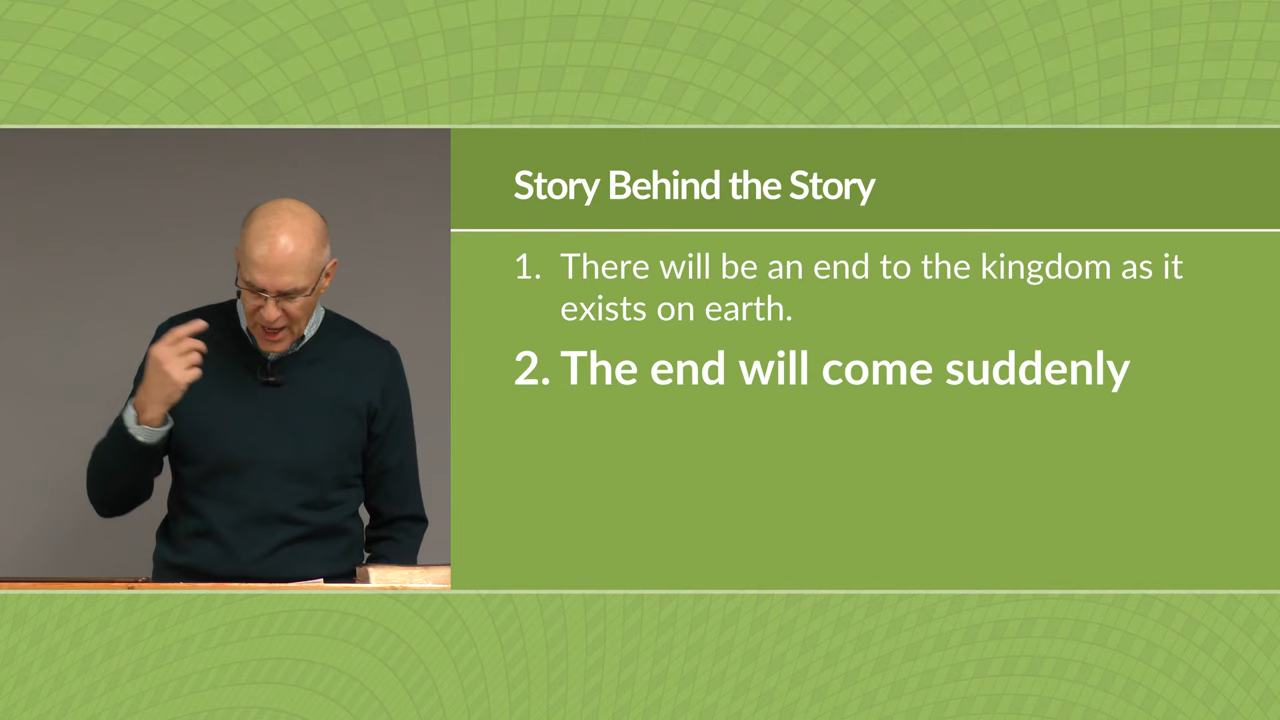 Story Behind the Story
1. There will be an end to the kingdom as it
exists on earth.
2. The end will come suddenly